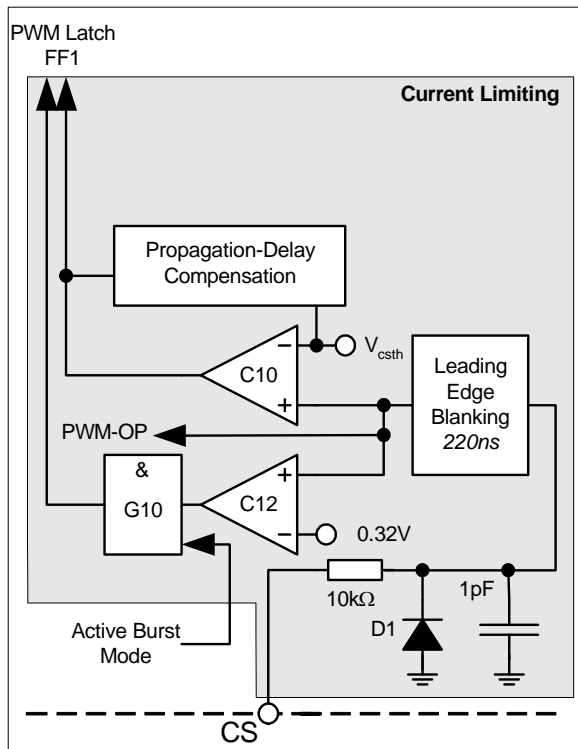 PWM Latch
FF1
Current Limiting
Propagation-Delay
Compensation
−
V_csth
C10
+
Leading
Edge
Blanking
220ns
PWM-OP
&
G10
+
C12
−
0.32V
10kΩ
1pF
D1
Active Burst
Mode
CS